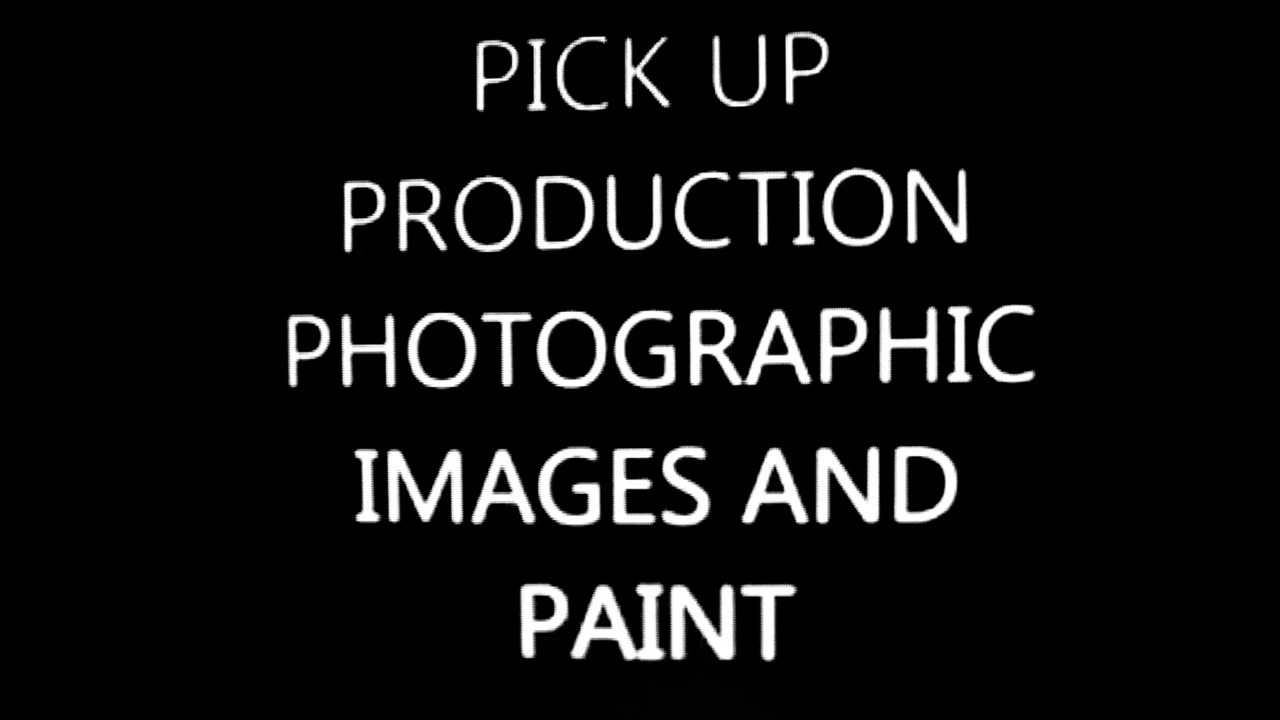 PICK UP
PRODUCTION
PHOTOGRAPHIC
IMAGES AND
PAINT